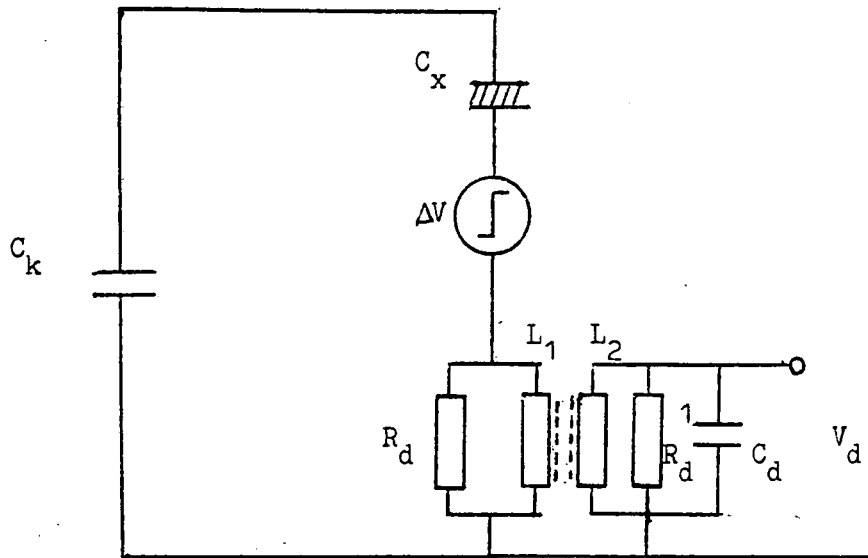 C_x
ΔV
C_k
L_1 L_2
R_d R_d^1 C_d V_d